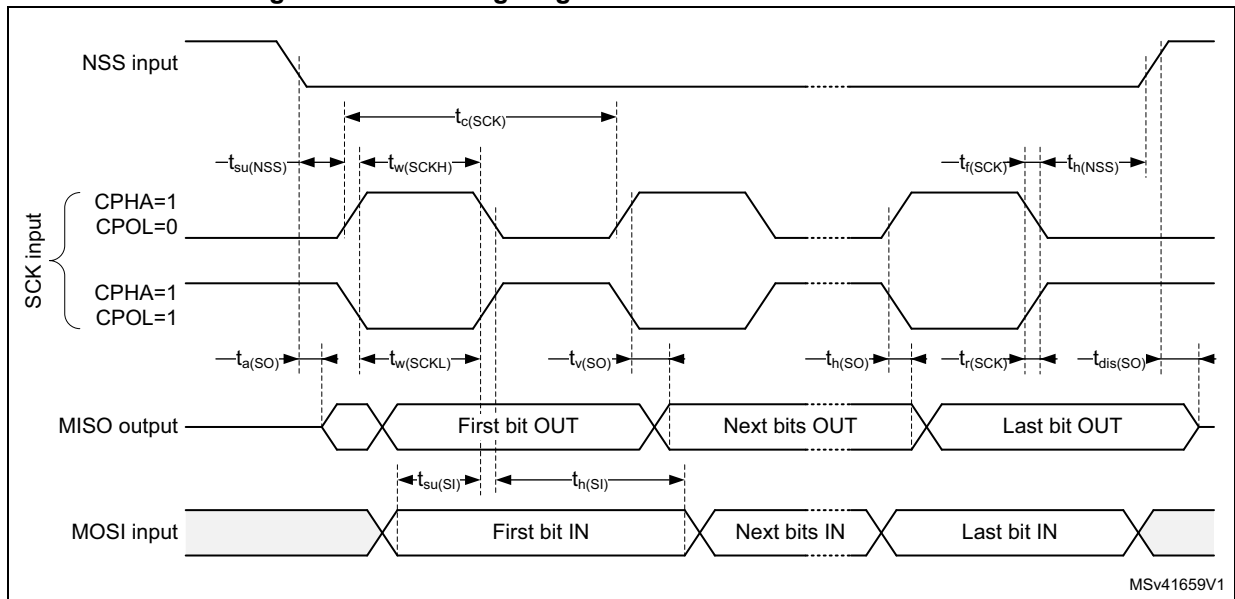 NSS input
tc(SCK)
tsu(NSS) tw(SCKH) tf(SCK) th(NSS)
SCK input
CPHA=1
CPOL=0
CPHA=1
CPOL=1
ta(SO) tw(SCKL) tv(SO) th(SO) tr(SCK) tdis(SO)
MISO output First bit OUT Next bits OUT Last bit OUT
tsu(SI) th(SI)
MOSI input First bit IN Next bits IN Last bit IN
MSv41659V1